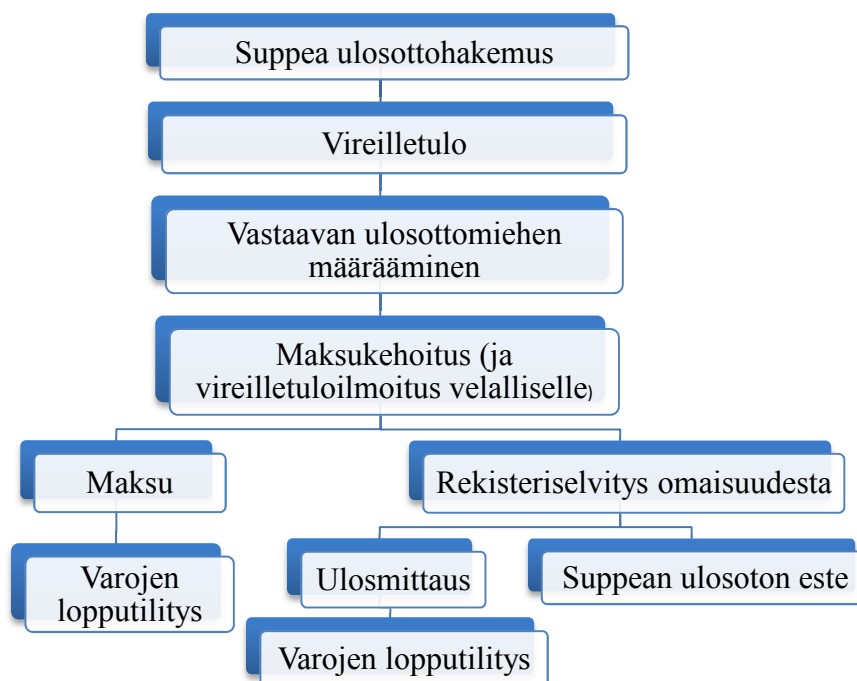 Suppea ulosottohakemus
Vireilletulo
Vastaavan ulosottomiehen
määrääminen
Maksukehoitus (ja
vireilletuloilmoitus velalliselle)
Maksu
Rekisteriselvitys omaisuudesta
Varojen
lopputilitys
Ulosmittaus
Suppean ulosoton este
Varojen lopputilitys